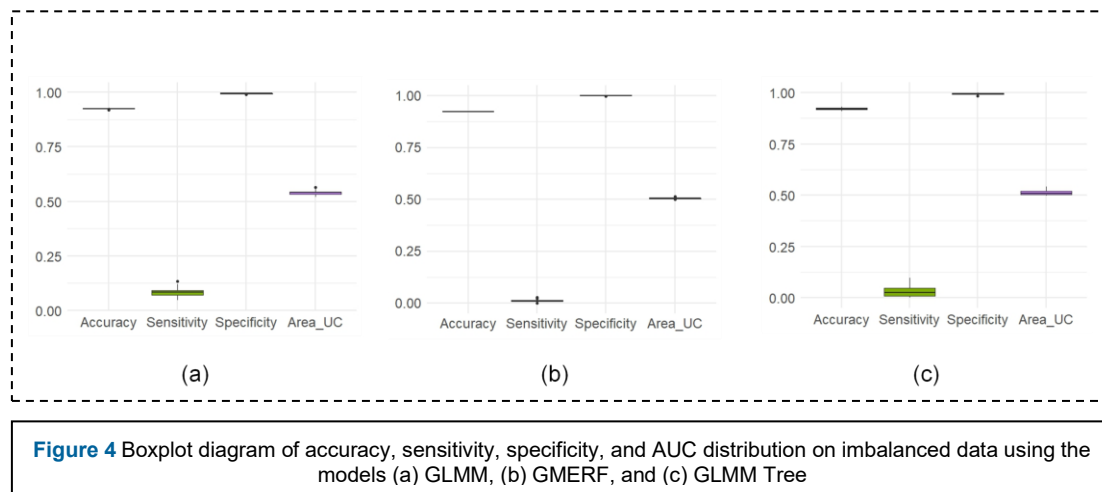 1.00
0.75
0.50
0.25
0.00
Accuracy Sensitivity Specificity Area_UC
(a)
1.00
0.75
0.50
0.25
0.00
Accuracy Sensitivity Specificity Area_UC
(b)
1.00
0.75
0.50
0.25
0.00
Accuracy Sensitivity Specificity Area_UC
(c)
Figure 4 Boxplot diagram of accuracy, sensitivity, specificity, and AUC distribution on imbalanced data using the
models (a) GLMM, (b) GMERF, and (c) GLMM Tree